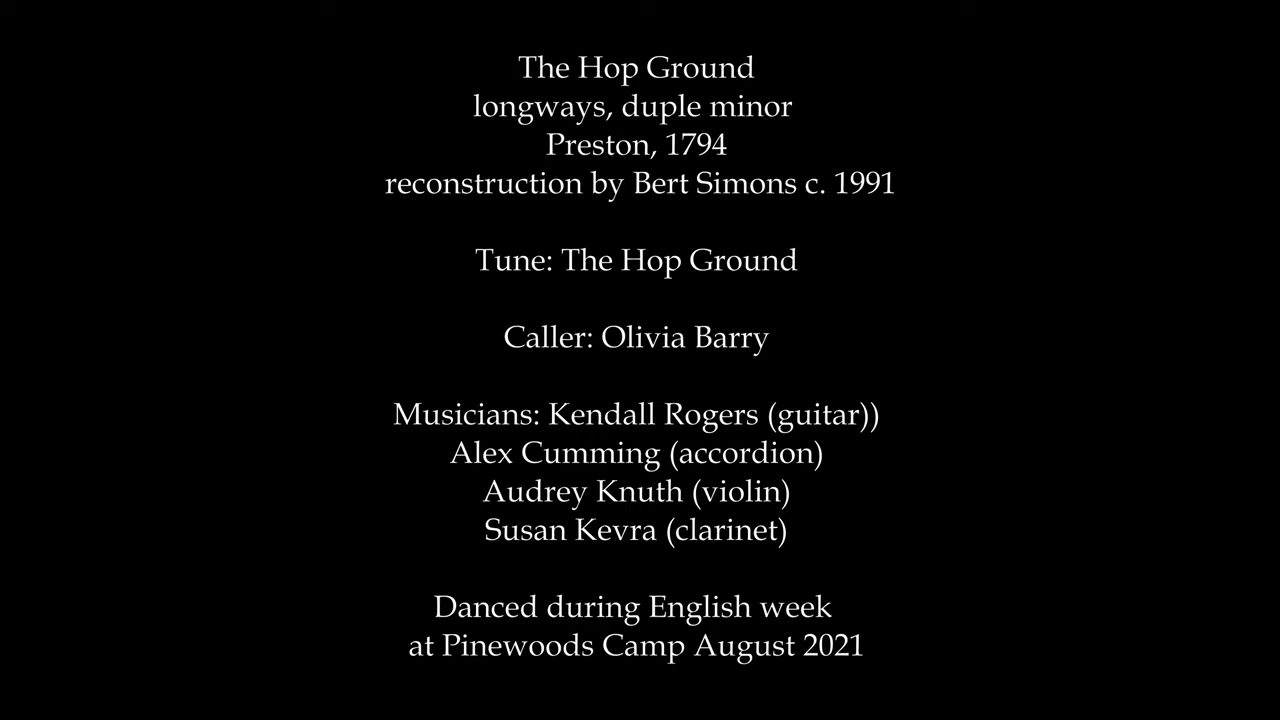 The Hop Ground
longways, duple minor
Preston, 1794
reconstruction by Bert Simons c. 1991
Tune: The Hop Ground
Caller: Olivia Barry
Musicians: Kendall Rogers (guitar))
Alex Cumming (accordion)
Audrey Knuth (violin)
Susan Kevra (clarinet)
Danced during English week
at Pinewoods Camp August 2021